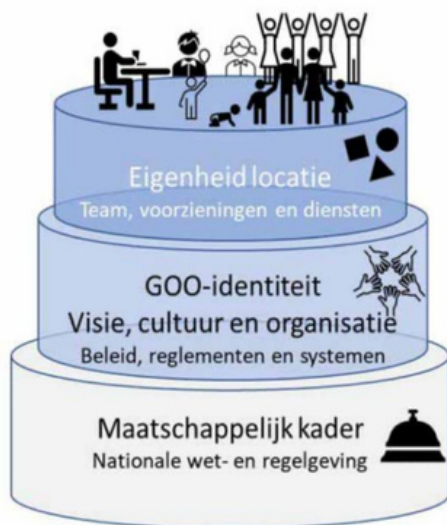 Eigenheid locatie
Team, voorzieningen en diensten
GOO-identiteit
Visie, cultuur en organisatie
Beleid, reglementen en systemen
Maatschappelijk kader
Nationale wet- en regelgeving